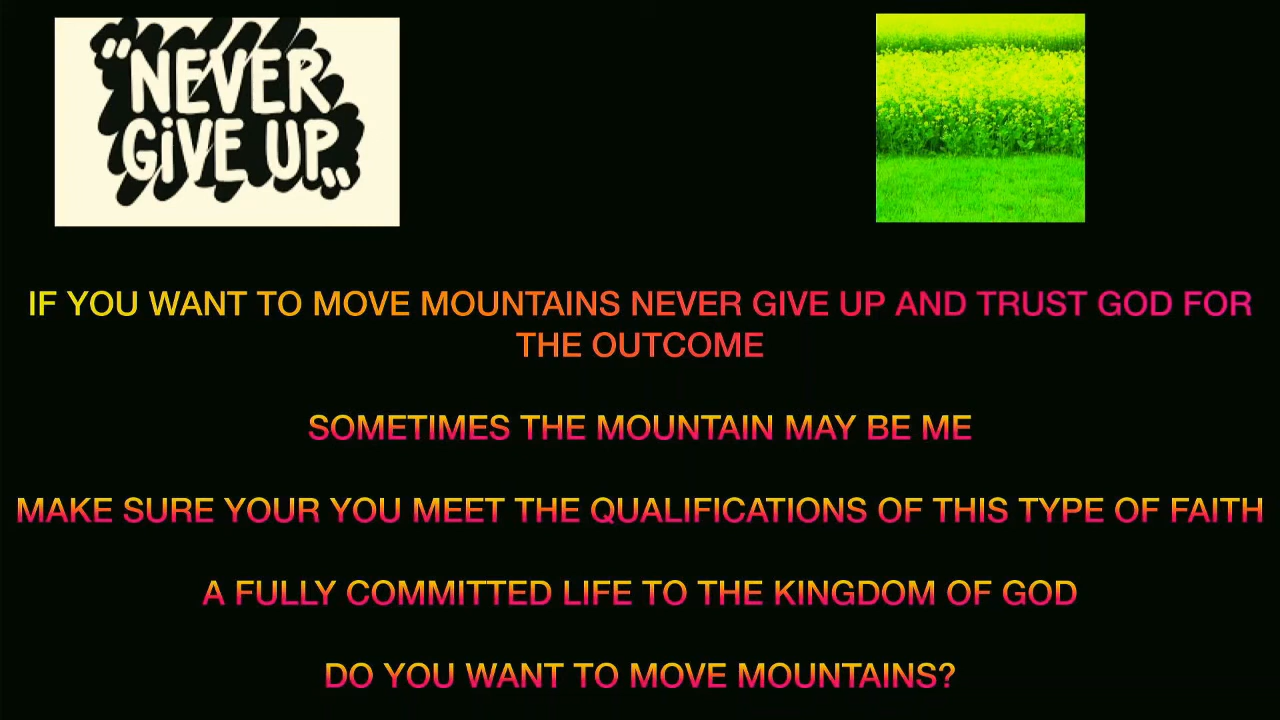 "NEVER
GiVE UP„
IF YOU WANT TO MOVE MOUNTAINS NEVER GIVE UP AND TRUST GOD FOR
THE OUTCOME
SOMETIMES THE MOUNTAIN MAY BE ME
MAKE SURE YOUR YOU MEET THE QUALIFICATIONS OF THIS TYPE OF FAITH
A FULLY COMMITTED LIFE TO THE KINGDOM OF GOD
DO YOU WANT TO MOVE MOUNTAINS?